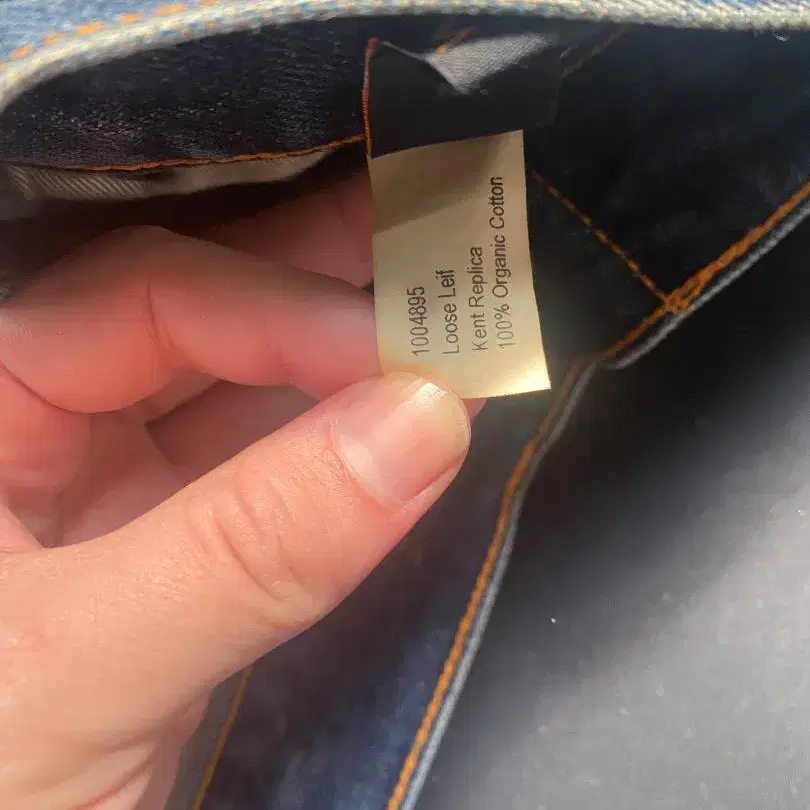 1004895
Loose Leif
Kent Replica
100% Organic Cotton